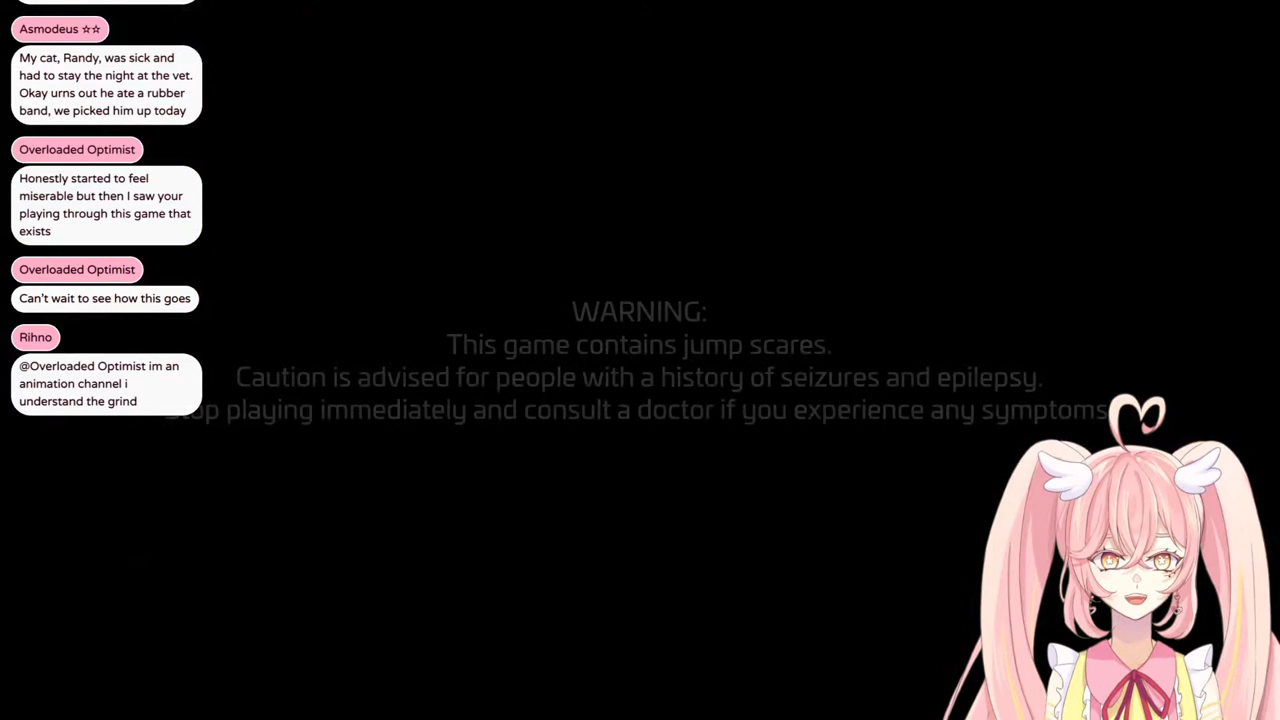 Asmodeus ☆☆
My cat, Randy, was sick and
had to stay the night at the vet.
Okay urns out he ate a rubber
band, we picked him up today
Overloaded Optimist
Honestly started to feel
miserable but then I saw your
playing through this game that
exists
Overloaded Optimist
Can't wait to see how this goes
Rihno
@Overloaded Optimist im an
animation channel i
understand the grind
WARNING:
This game contains jump scares.
Caution is advised for people with a history of seizures and epilepsy.
Stop playing immediately and consult a doctor if you experience any symptoms